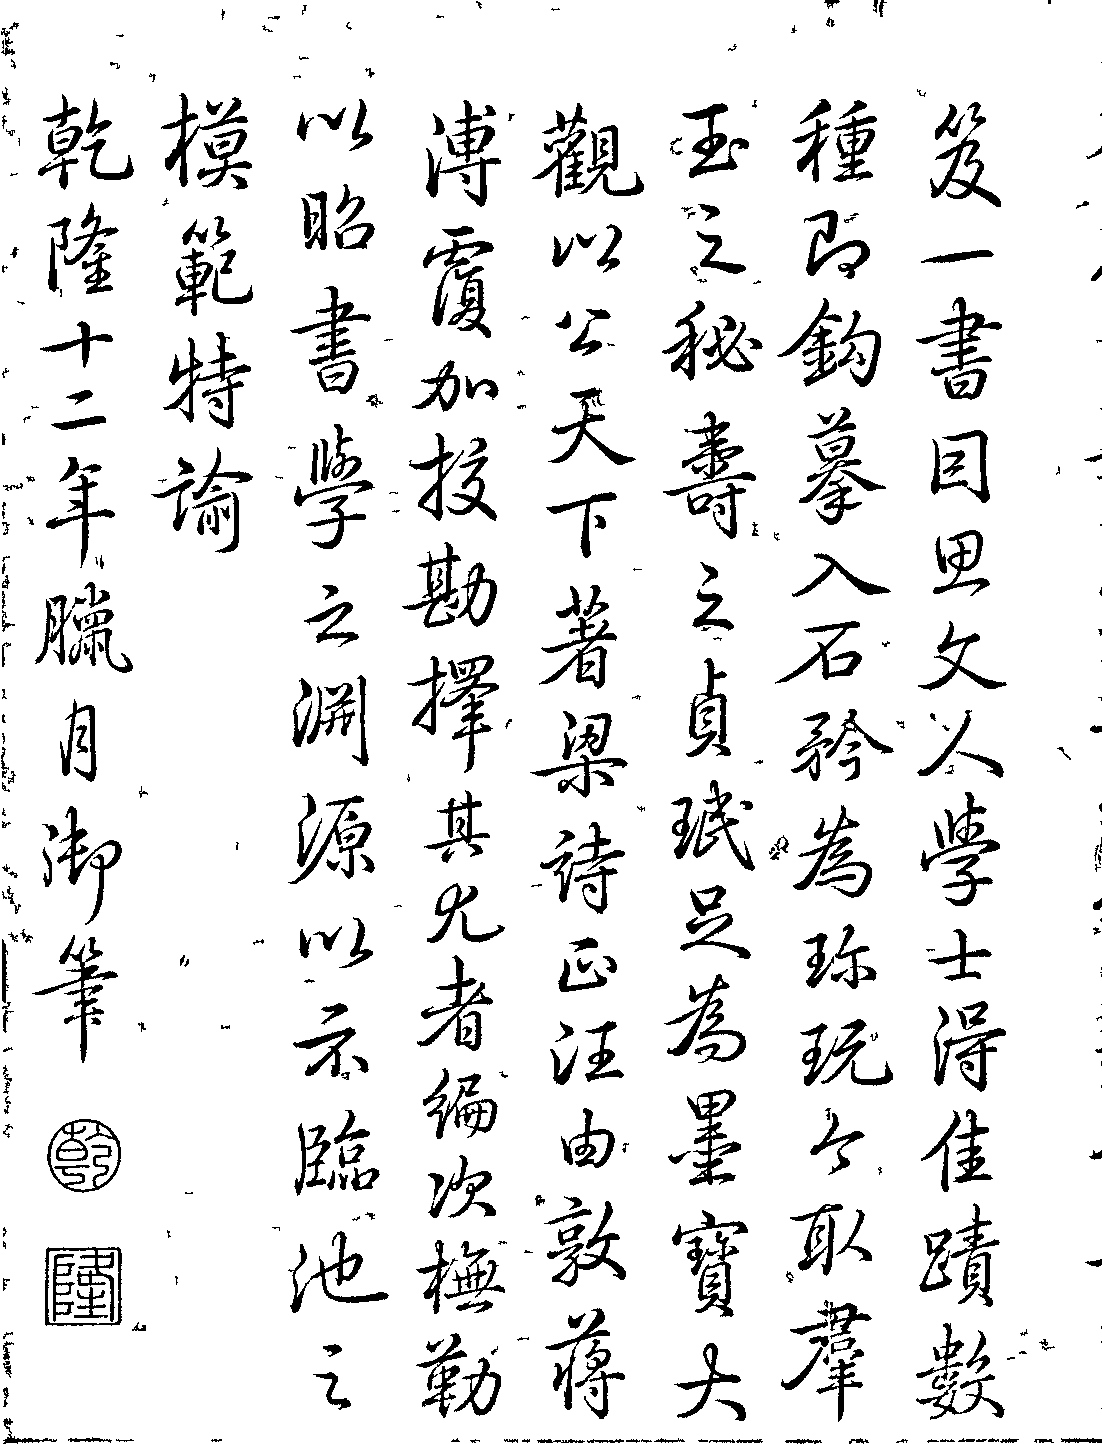 笈一書因思文人學士得佳蹟數
種即鈎摹入石矜為珍玩今取羣
玉之秘壽之貞珉足為墨寶大
觀以公天下著梁詩正汪由敦蔣
溥覆加挍勘擇其尤者編次橅勒
以昭書學之淵源以示臨池之
模範特諭
乾隆十二年臘月御筆
乾
隆